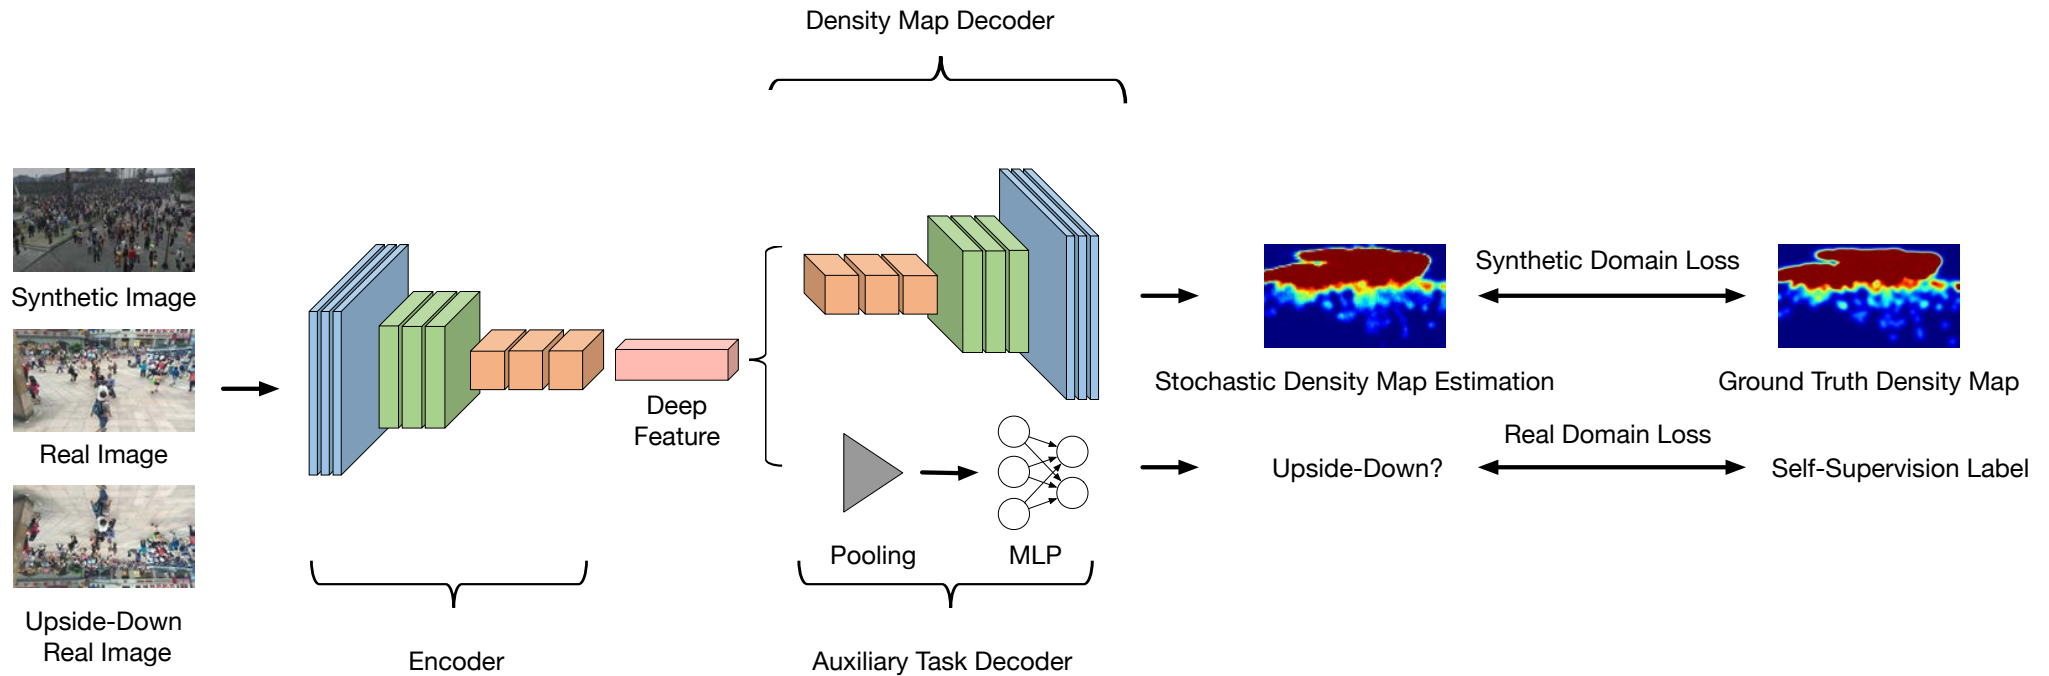 Density Map Decoder
Synthetic Image
Real Image
Upside-Down
Real Image
Encoder
Deep
Feature
Pooling
MLP
Auxiliary Task Decoder
Stochastic Density Map Estimation
Synthetic Domain Loss
Ground Truth Density Map
Upside-Down?
Real Domain Loss
Self-Supervision Label